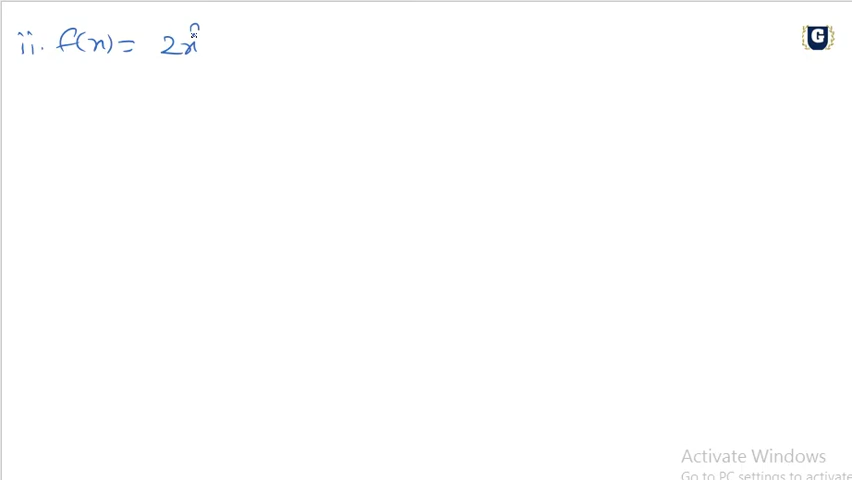 ii. f(x) = 2x
G
Activate Windows
Go to PC settings to activate